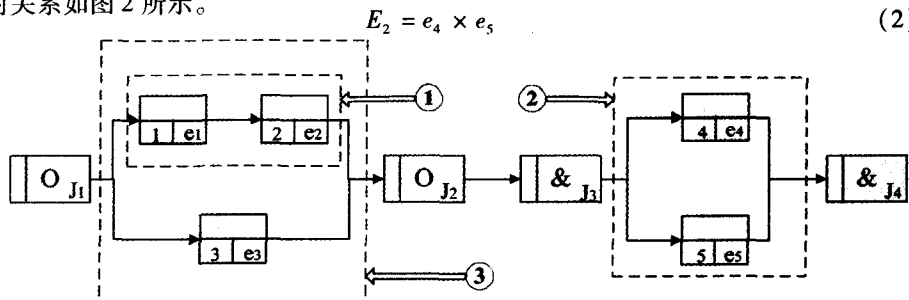 时关系如图2所示。
E₂ = e₄ × e₅ (2)
① ②
1 e₁ 2 e₂ 4 e₄
O J₁ O J₂ & J₃ & J₄
3 e₃ 5 e₅
③